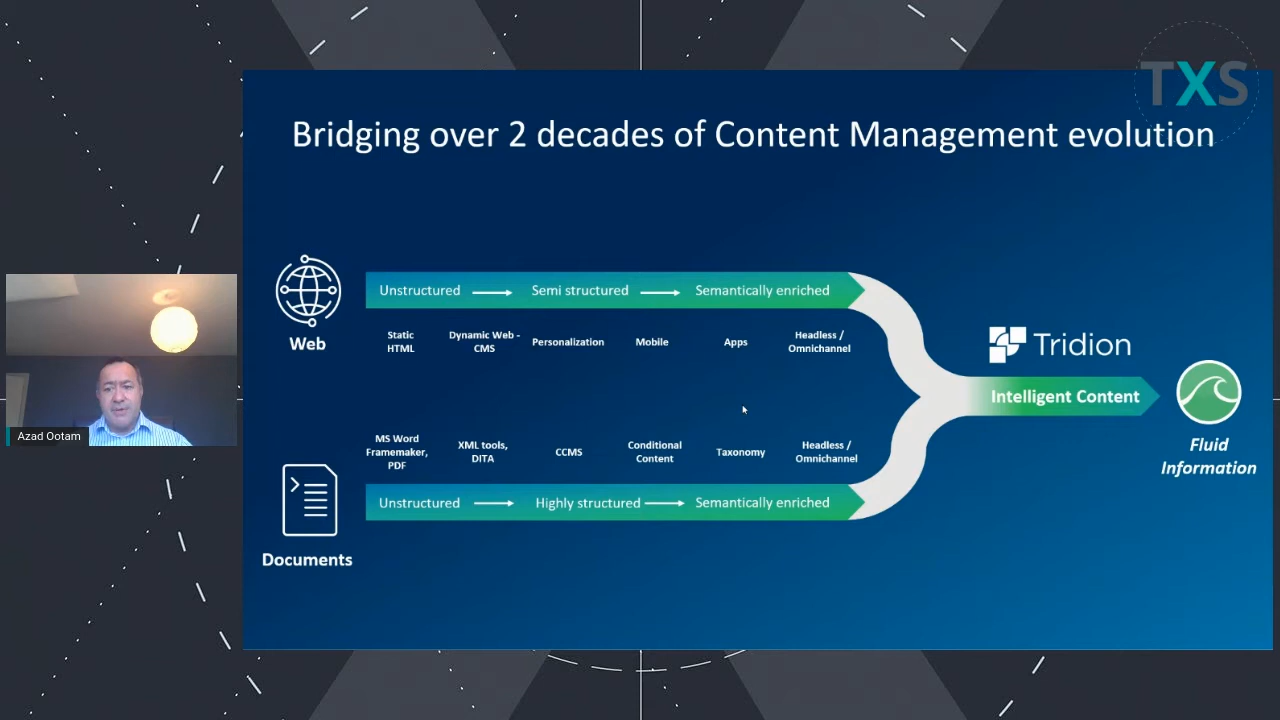 TXS
Bridging over 2 decades of Content Management evolution
Web
Unstructured
Semi structured
Semantically enriched
Static
HTML
Dynamic Web -
CMS
Personalization
Mobile
Apps
Headless /
Omnichannel
Tridion
Intelligent Content
Fluid
Information
Azad Ootam
MS Word
Framemaker,
PDF
XML tools,
DITA
CCMS
Conditional
Content
Taxonomy
Headless /
Omnichannel
Unstructured
Highly structured
Semantically enriched
Documents